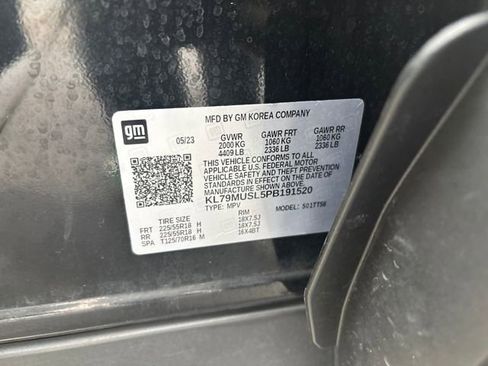 gm
MFD BY GM KOREA COMPANY
05/23 GVWR GAWR FRT GAWR RR
2000 KG 1060 KG 1060 KG
4409 LB 2336 LB 2336 LB
THIS VEHICLE CONFORMS TO ALL
APPLICABLE U.S. FEDERAL MOTOR
VEHICLE SAFETY AND THEFT PREVENTION
STANDARDS IN EFFECT ON THE DATE OF
MANUFACTURE SHOWN ABOVE.
KL79MUSL5PB191520
TYPE: MPV
TIRE SIZE RIM
FRT 225/55R18 H 18X7.5J
RR 225/55R18 H 18X7.5J
SPA T125/70R16 M 16X4BT